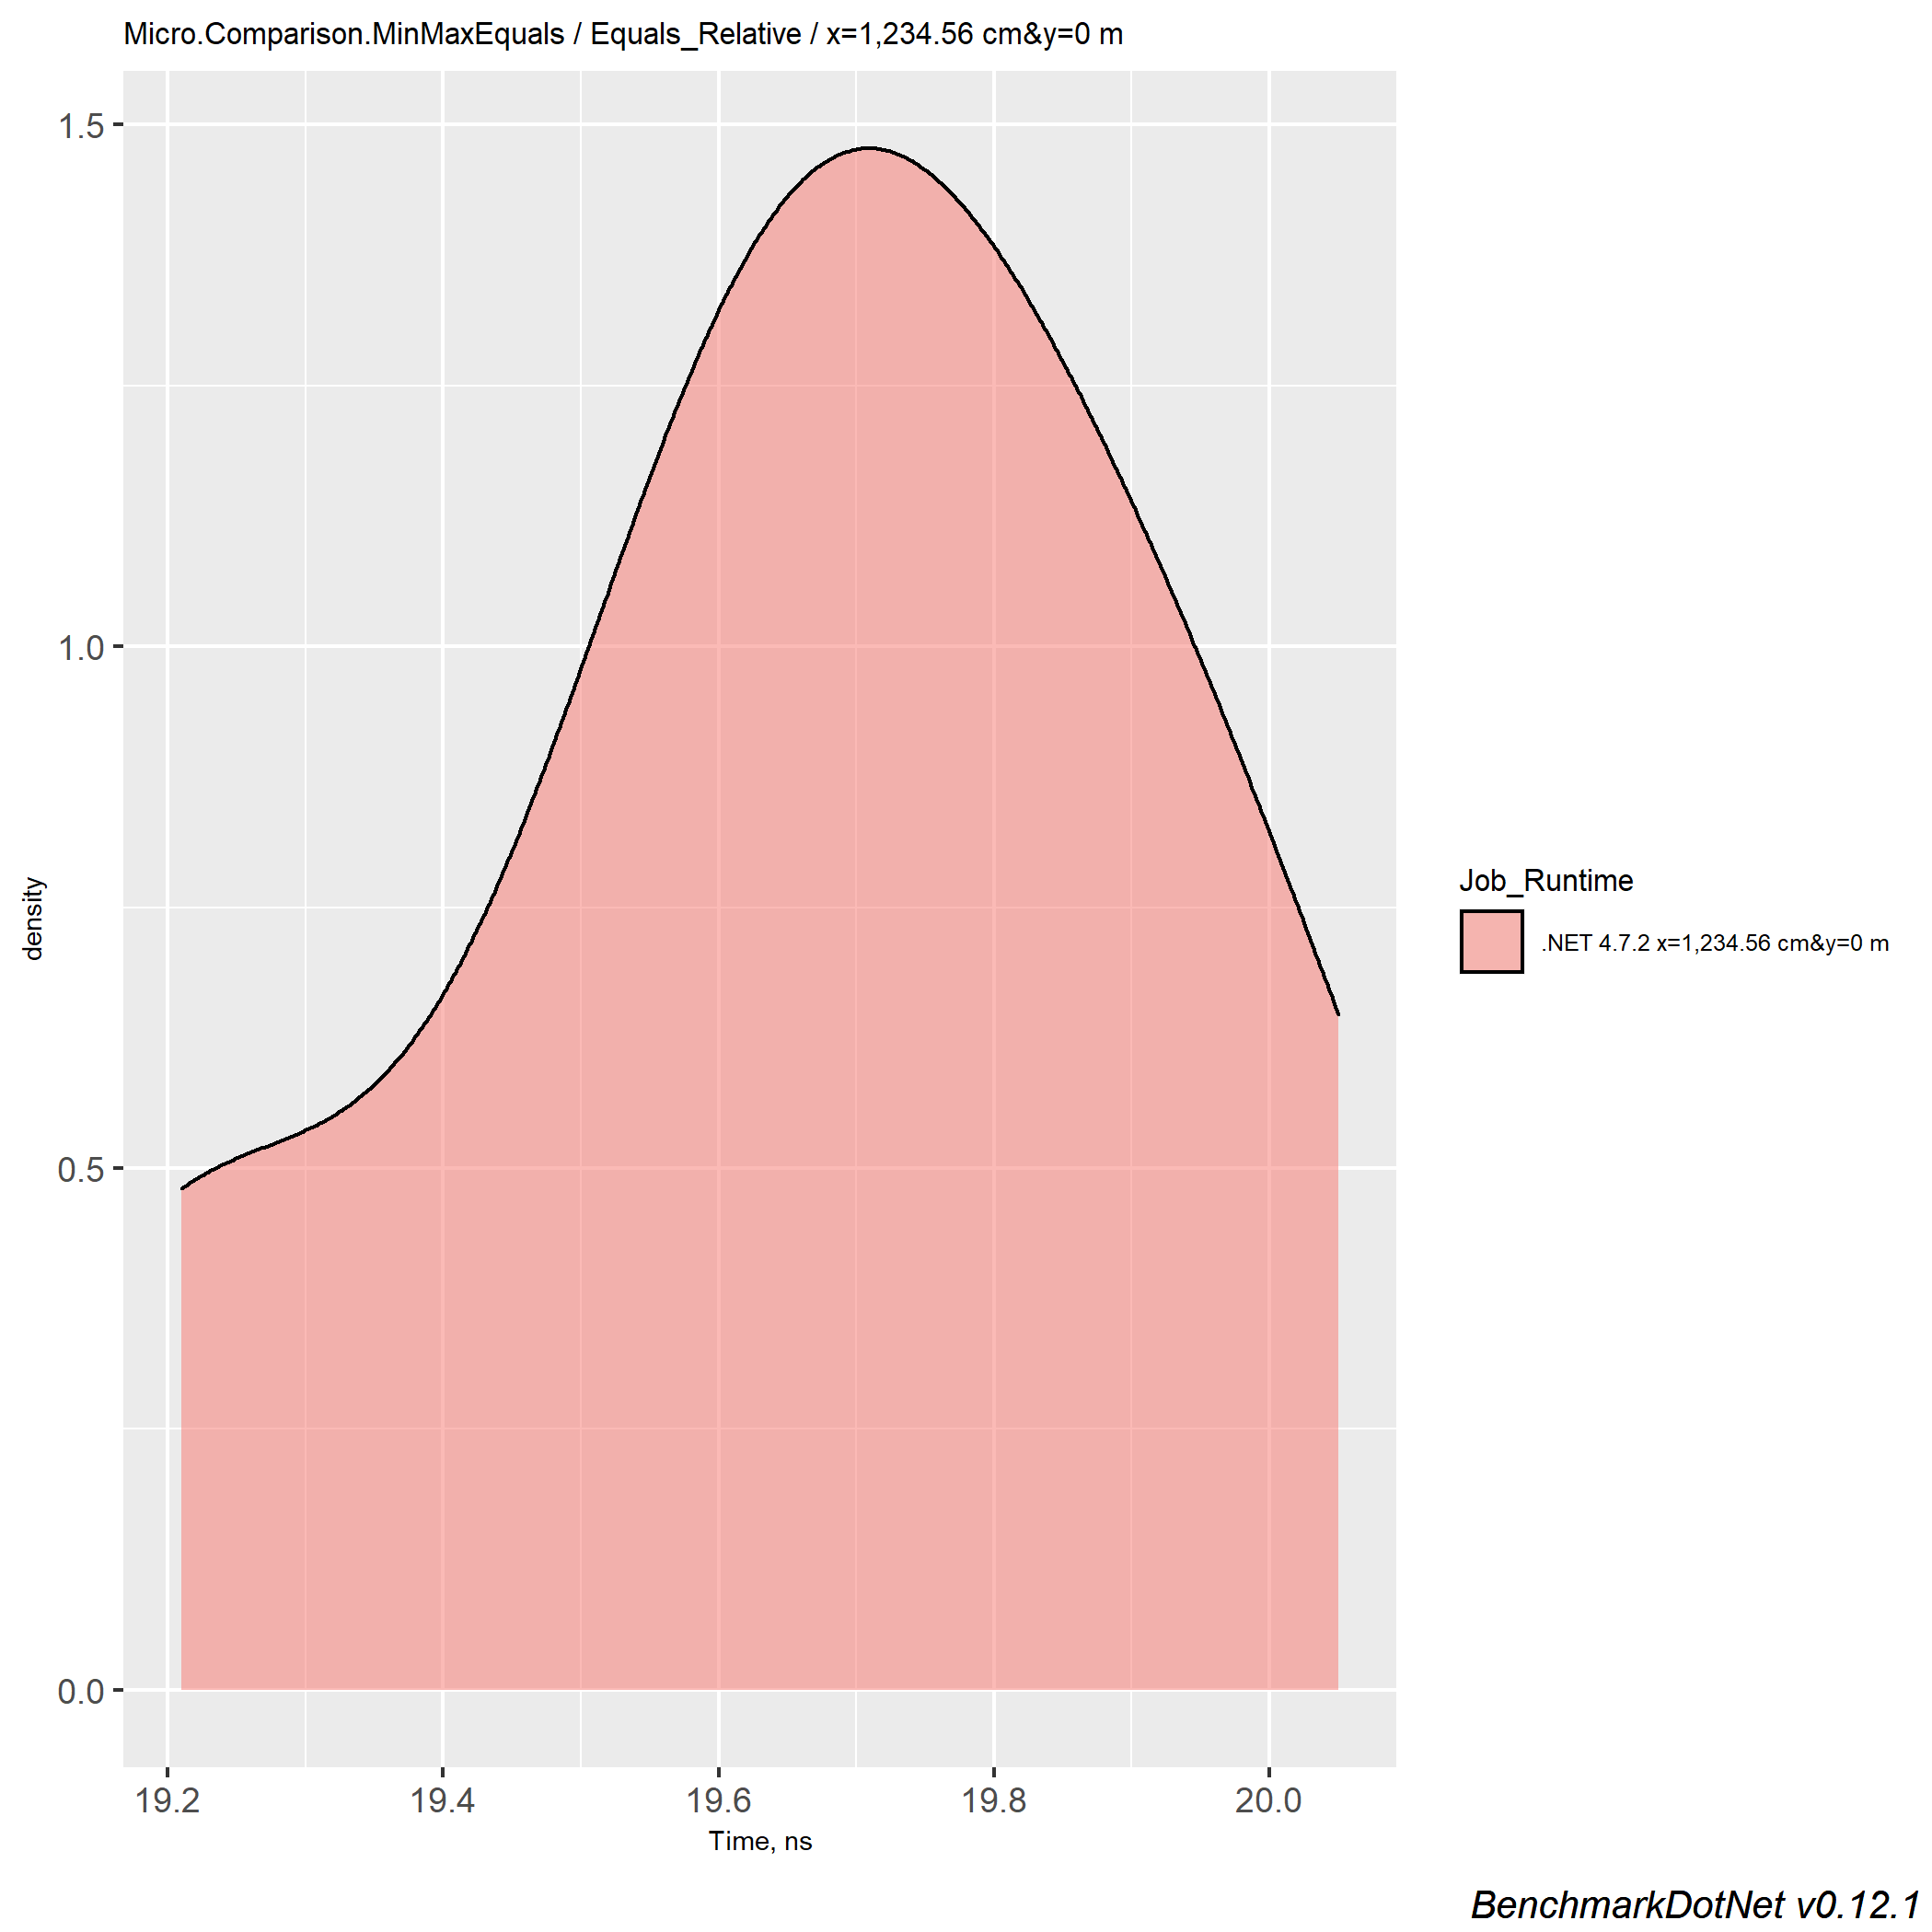 Micro.Comparison.MinMaxEquals / Equals_Relative / x=1,234.56 cm&y=0 m
1.5
1.0
0.5
0.0
density
19.2
19.4
19.6
19.8
20.0
Time, ns
Job_Runtime
.NET 4.7.2 x=1,234.56 cm&y=0 m
BenchmarkDotNet v0.12.1